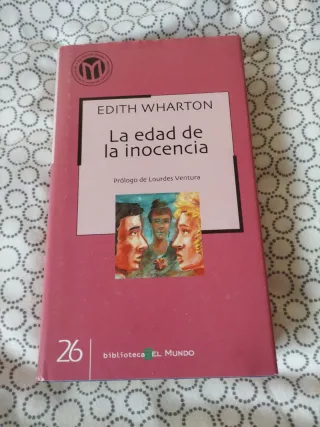 EDITH WHARTON
La edad de
la inocencia
Prólogo de Lourdes Ventura
26
biblioteca EL MUNDO